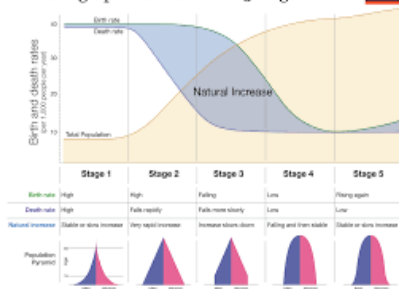 Birth rate
Death rate
Birth and death rates
(per 1,000 people per year)
40
30
20
10
Natural Increase
Total Population
Stage 1 Stage 2 Stage 3 Stage 4 Stage 5
Birth rate High High Falling Low Rising again
Death rate High Falls rapidly Falls more slowly Low Low
Natural increase Stable or slow increase Very rapid increase Increase slows down Falling and then stable Stable or slow increase
Population
Pyramid